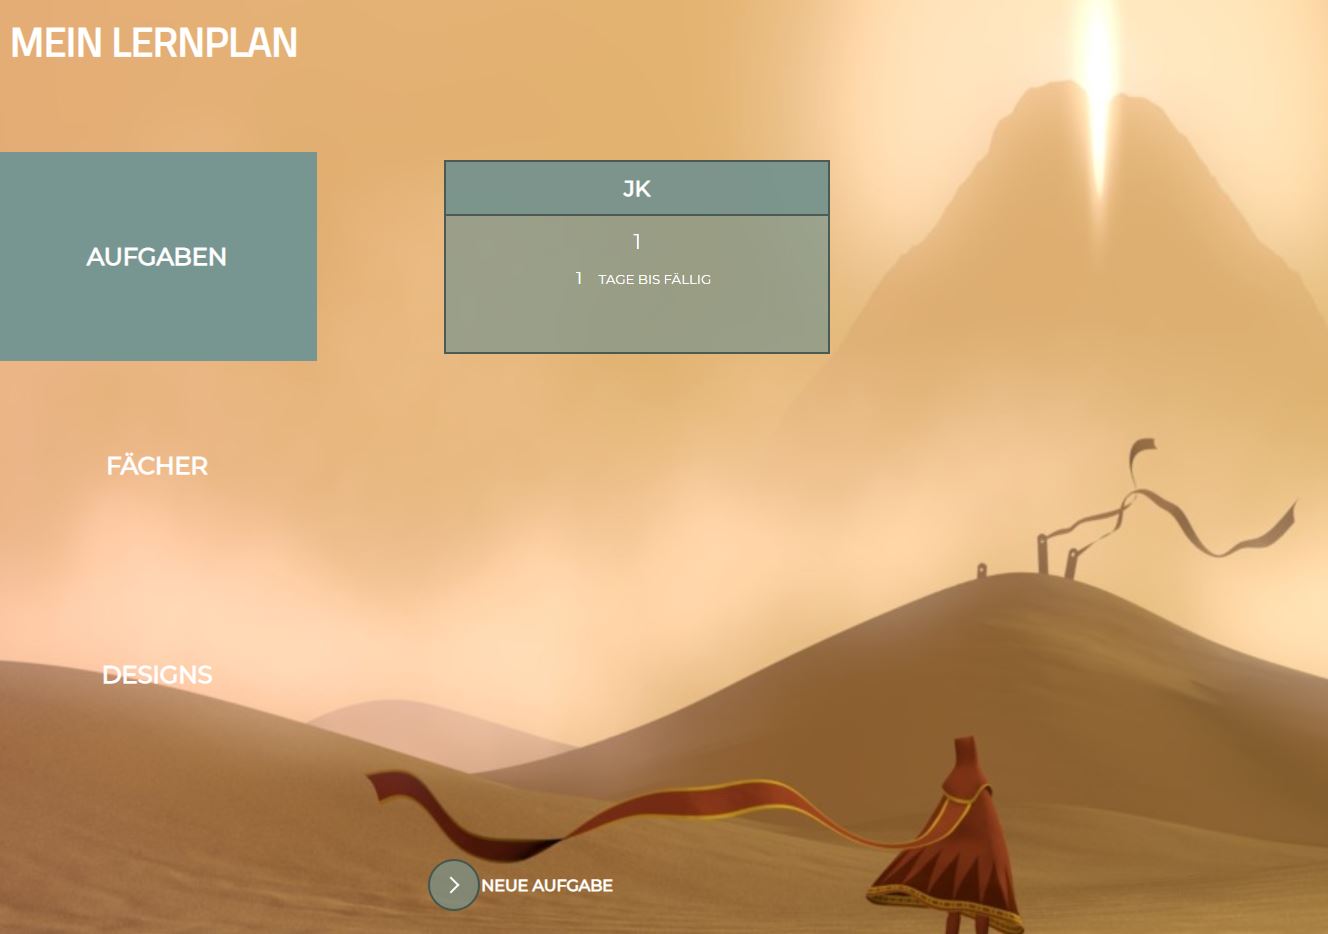 MEIN LERNPLAN
AUFGABEN
JK
1
1 TAGE BIS FÄLLIG
FÄCHER
DESIGNS
NEUE AUFGABE